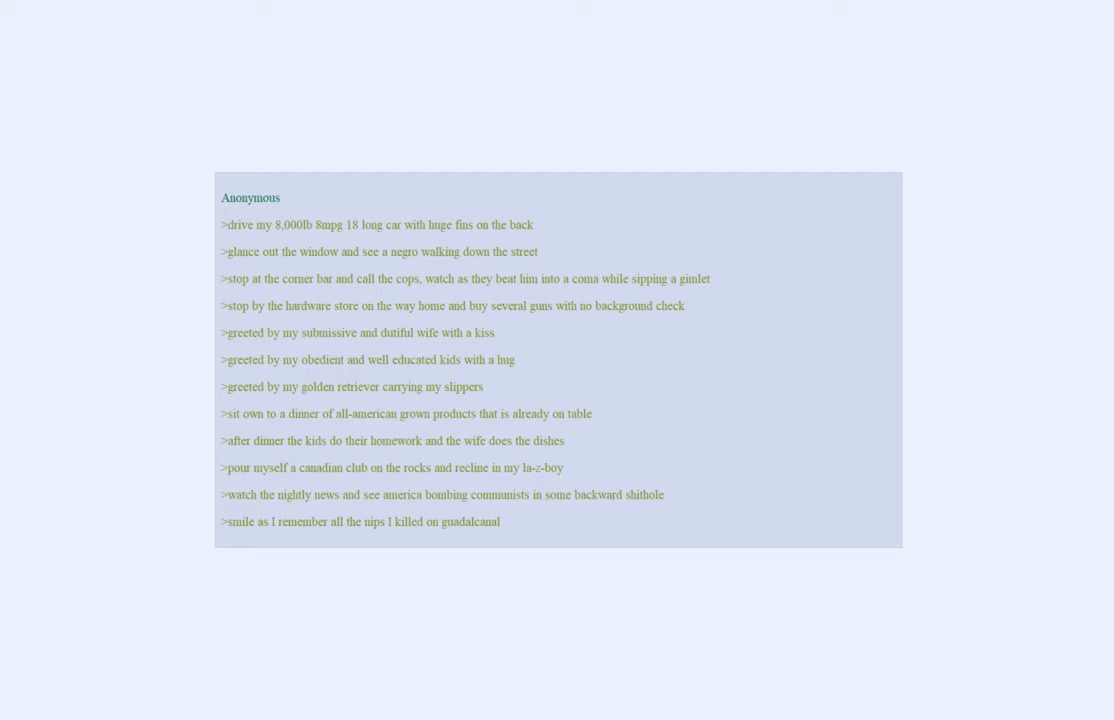 Anonymous
>drive my 8,000lb 8mpg 18 long car with huge fins on the back
>glance out the window and see a negro walking down the street
>stop at the corner bar and call the cops, watch as they beat him into a coma while sipping a gimlet
>stop by the hardware store on the way home and buy several guns with no background check
>greeted by my submissive and dutiful wife with a kiss
>greeted by my obedient and well educated kids with a hug
>greeted by my golden retriever carrying my slippers
>sit own to a dinner of all-american grown products that is already on table
>after dinner the kids do their homework and the wife does the dishes
>pour myself a canadian club on the rocks and recline in my la-z-boy
>watch the nightly news and see america bombing communists in some backward shithole
>smile as I remember all the nips I killed on guadalcanal